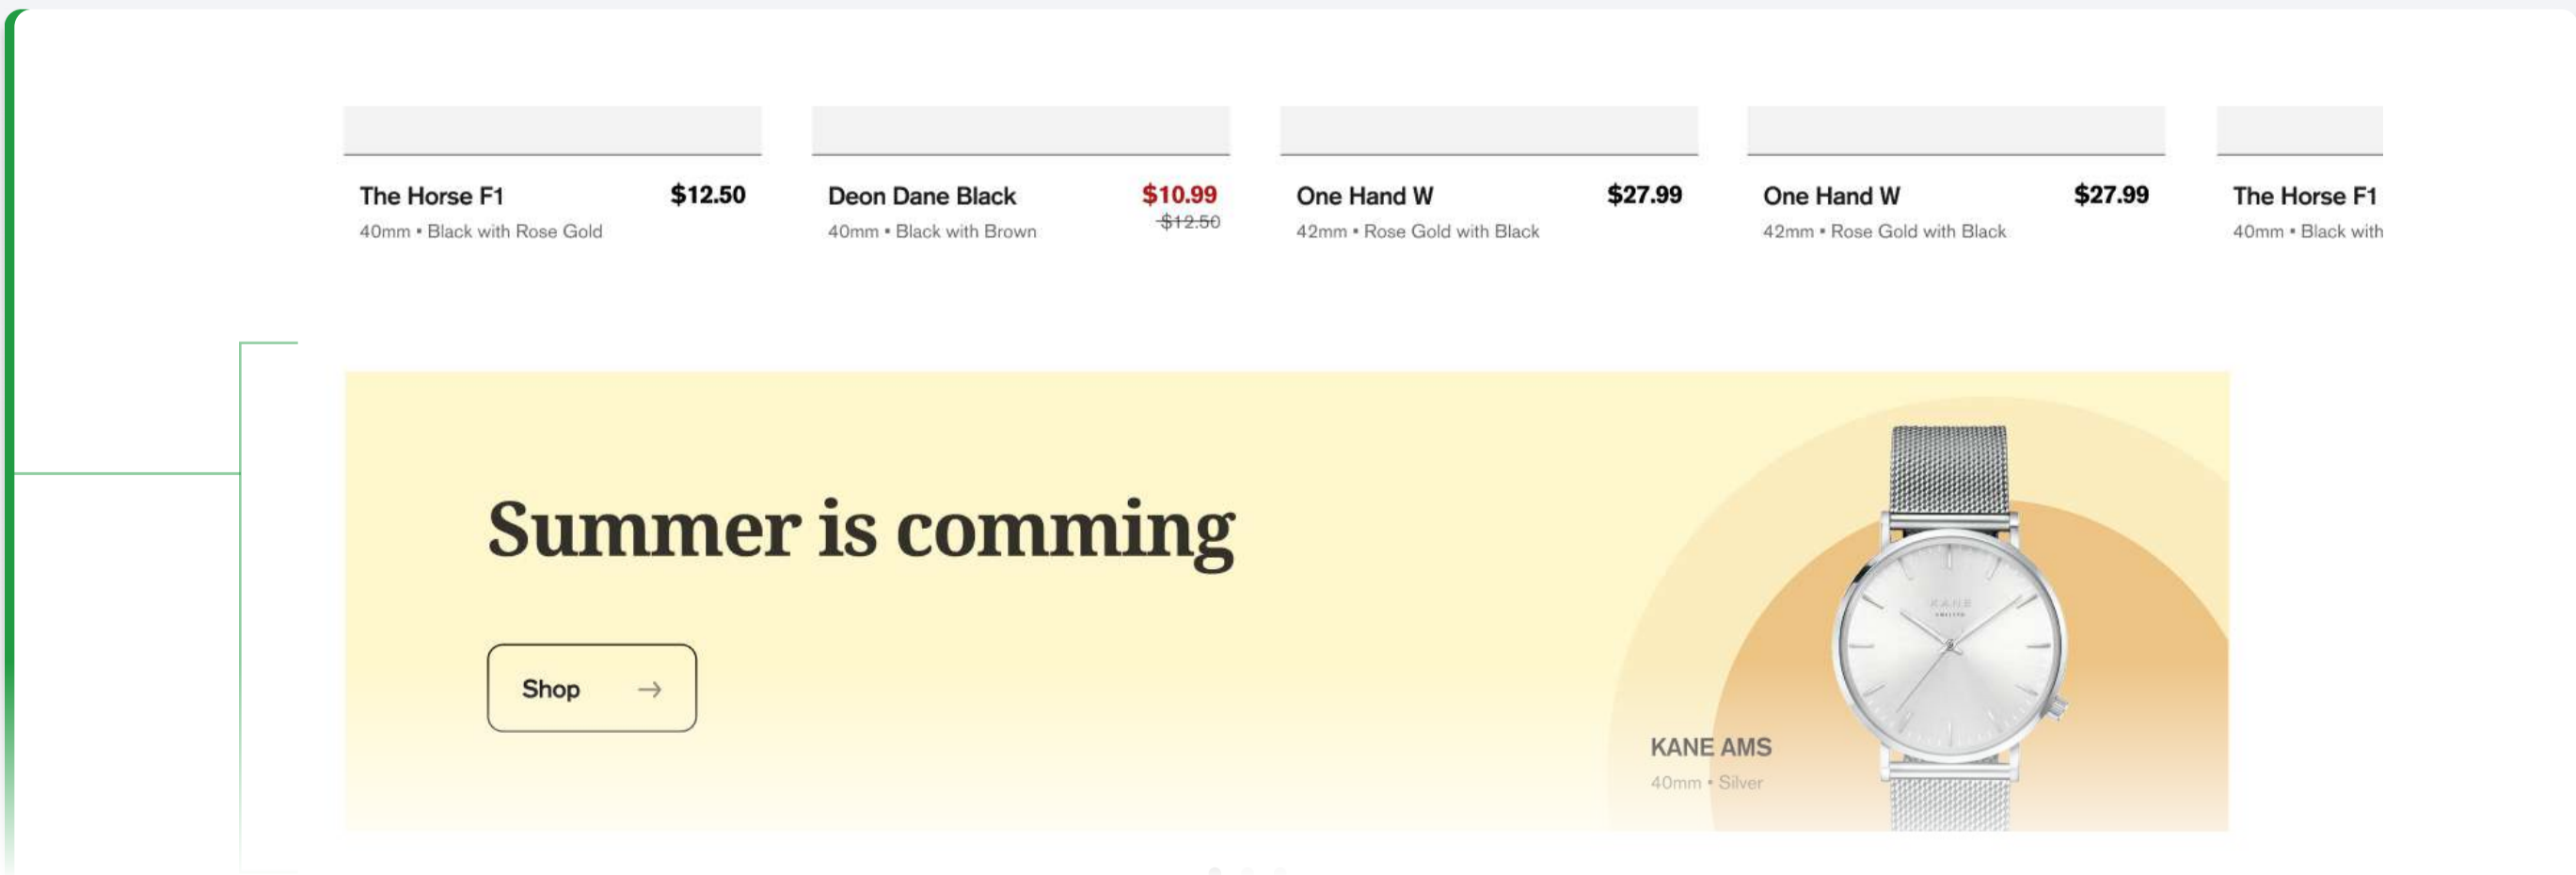 The Horse F1 $12.50
40mm • Black with Rose Gold
Deon Dane Black $10.99
$12.50
40mm • Black with Brown
One Hand W $27.99
42mm • Rose Gold with Black
One Hand W $27.99
42mm • Rose Gold with Black
The Horse F1
40mm • Black with
Summer is comming
Shop →
KANE
KANE AMS
40mm • Silver